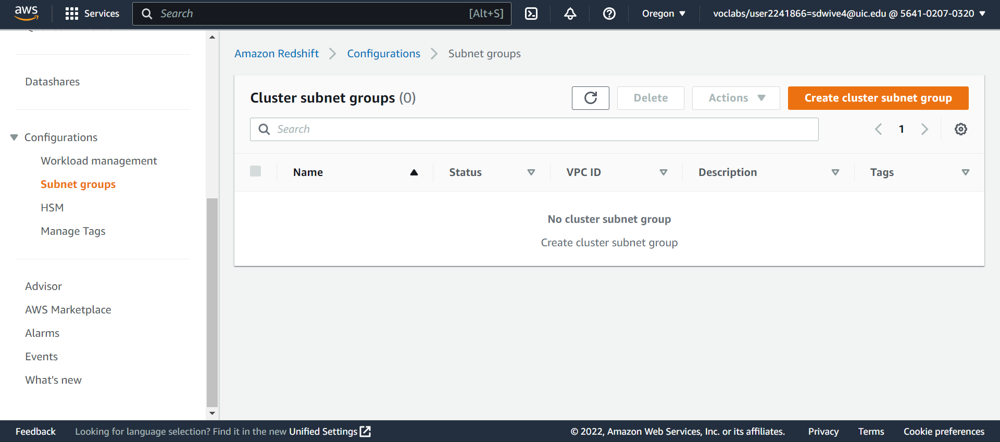 aws Services Search [Alt+S] Oregon voclabs/user2241866=sdwive4@uic.edu @ 5641-0207-0320
Datashares
Configurations
Workload management
Subnet groups
HSM
Manage Tags
Advisor
AWS Marketplace
Alarms
Events
What's new
Amazon Redshift Configurations Subnet groups
Cluster subnet groups (0) Delete Actions Create cluster subnet group
Search 1
Name Status VPC ID Description Tags
No cluster subnet group
Create cluster subnet group
Feedback Looking for language selection? Find it in the new Unified Settings © 2022, Amazon Web Services, Inc. or its affiliates. Privacy Terms Cookie preferences